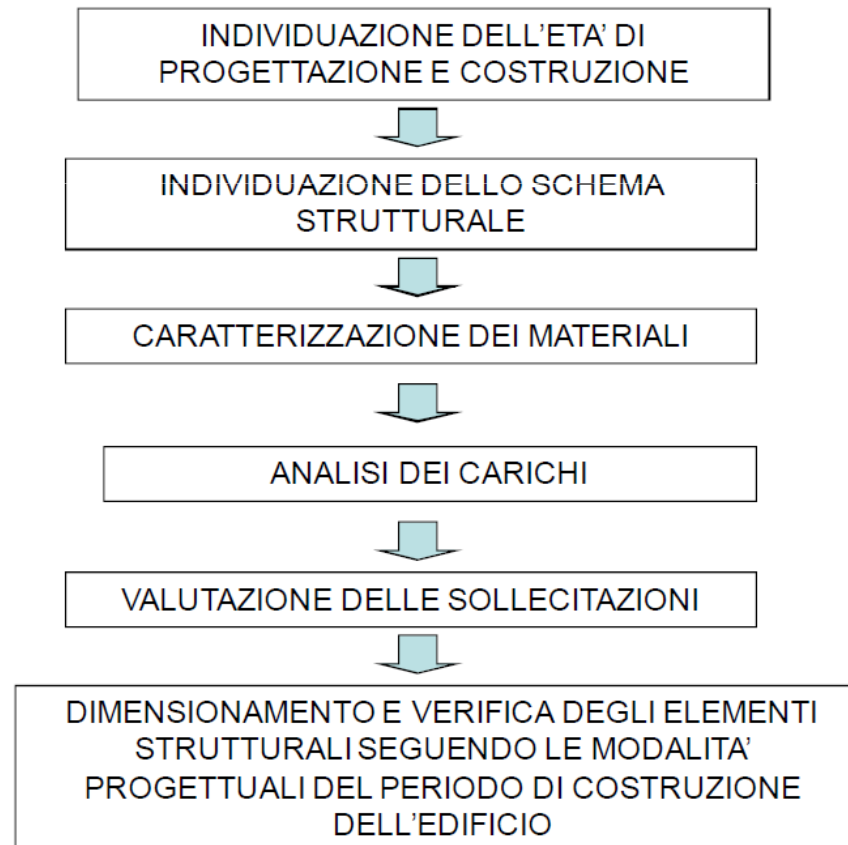 INDIVIDUAZIONE DELL'ETA' DI
PROGETTAZIONE E COSTRUZIONE
INDIVIDUAZIONE DELLO SCHEMA
STRUTTURALE
CARATTERIZZAZIONE DEI MATERIALI
ANALISI DEI CARICHI
VALUTAZIONE DELLE SOLLECITAZIONI
DIMENSIONAMENTO E VERIFICA DEGLI ELEMENTI
STRUTTURALI SEGUENDO LE MODALITA'
PROGETTUALI DEL PERIODO DI COSTRUZIONE
DELL'EDIFICIO